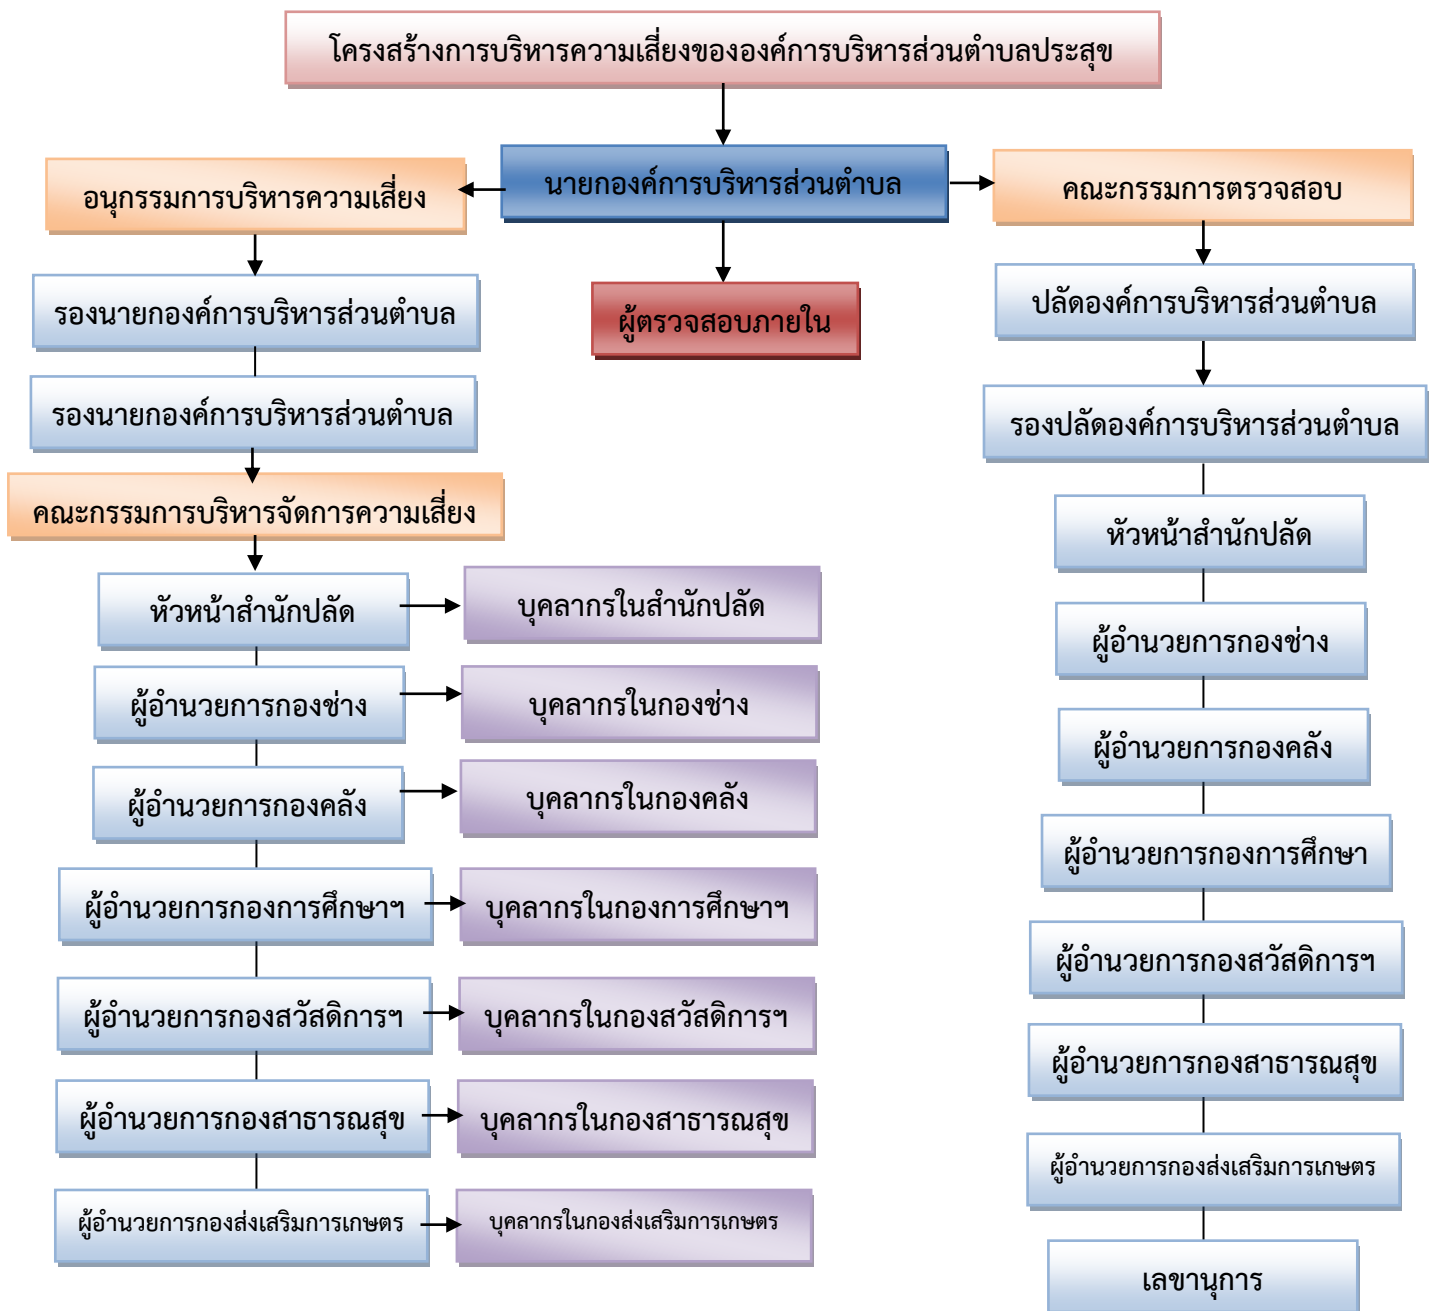 โครงสร้างการบริหารความเสี่ยงขององค์การบริหารส่วนตำบลประสุข
นายกองค์การบริหารส่วนตำบล
ผู้ตรวจสอบภายใน
อนุกรรมการบริหารความเสี่ยง
รองนายกองค์การบริหารส่วนตำบล
รองนายกองค์การบริหารส่วนตำบล
คณะกรรมการบริหารจัดการความเสี่ยง
หัวหน้าสำนักปลัด
บุคลากรในสำนักปลัด
ผู้อำนวยการกองช่าง
บุคลากรในกองช่าง
ผู้อำนวยการกองคลัง
บุคลากรในกองคลัง
ผู้อำนวยการกองการศึกษาฯ
บุคลากรในกองการศึกษาฯ
ผู้อำนวยการกองสวัสดิการฯ
บุคลากรในกองสวัสดิการฯ
ผู้อำนวยการกองสาธารณสุข
บุคลากรในกองสาธารณสุข
ผู้อำนวยการกองส่งเสริมการเกษตร
บุคลากรในกองส่งเสริมการเกษตร
คณะกรรมการตรวจสอบ
ปลัดองค์การบริหารส่วนตำบล
รองปลัดองค์การบริหารส่วนตำบล
หัวหน้าสำนักปลัด
ผู้อำนวยการกองช่าง
ผู้อำนวยการกองคลัง
ผู้อำนวยการกองการศึกษา
ผู้อำนวยการกองสวัสดิการฯ
ผู้อำนวยการกองสาธารณสุข
ผู้อำนวยการกองส่งเสริมการเกษตร
เลขานุการ